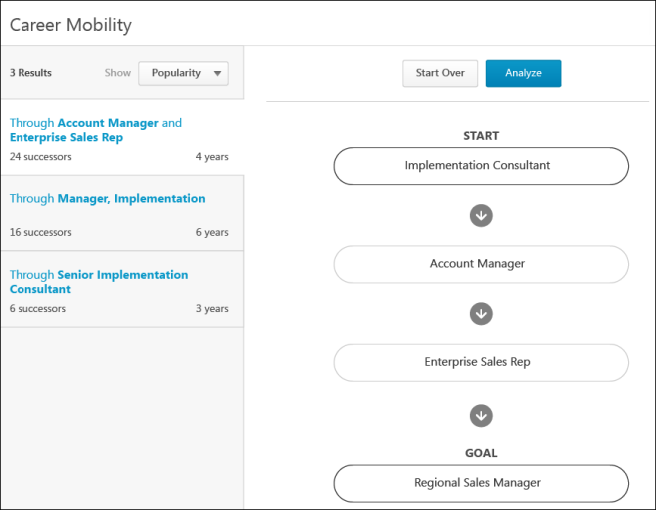 Career Mobility
3 Results
Show
Popularity
Through Account Manager and
Enterprise Sales Rep
24 successors
4 years
Through Manager, Implementation
16 successors
6 years
Through Senior Implementation
Consultant
6 successors
3 years
Start Over
Analyze
START
Implementation Consultant
Account Manager
Enterprise Sales Rep
GOAL
Regional Sales Manager